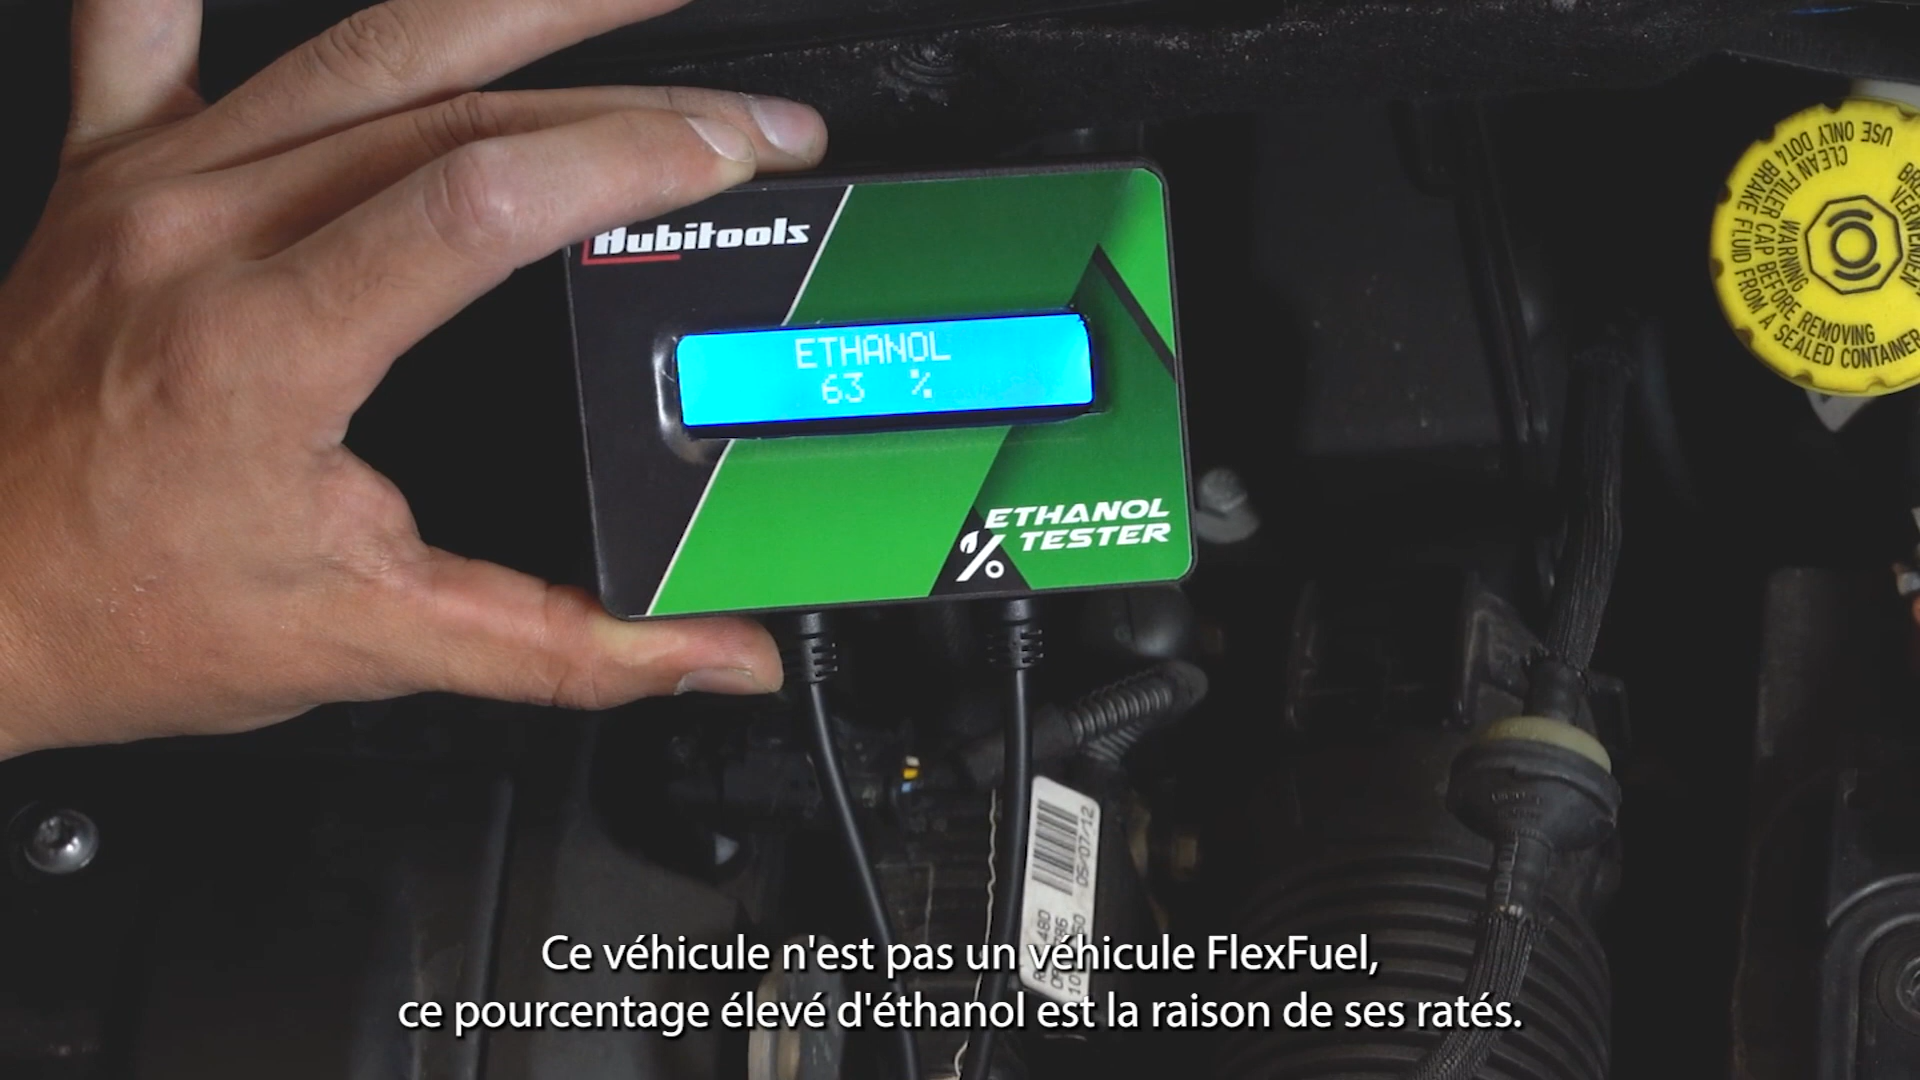 Hubitools
ETHANOL
63 %
ETHANOL
% TESTER
USE ONLY DOT4 BRAKE FLUID FROM A SEALED CONTAINER
CLEAN FILLER CAP BEFORE REMOVING
WARNING
VERWENDEN
05/07/12
Ce véhicule n'est pas un véhicule FlexFuel,
ce pourcentage élevé d'éthanol est la raison de ses ratés.